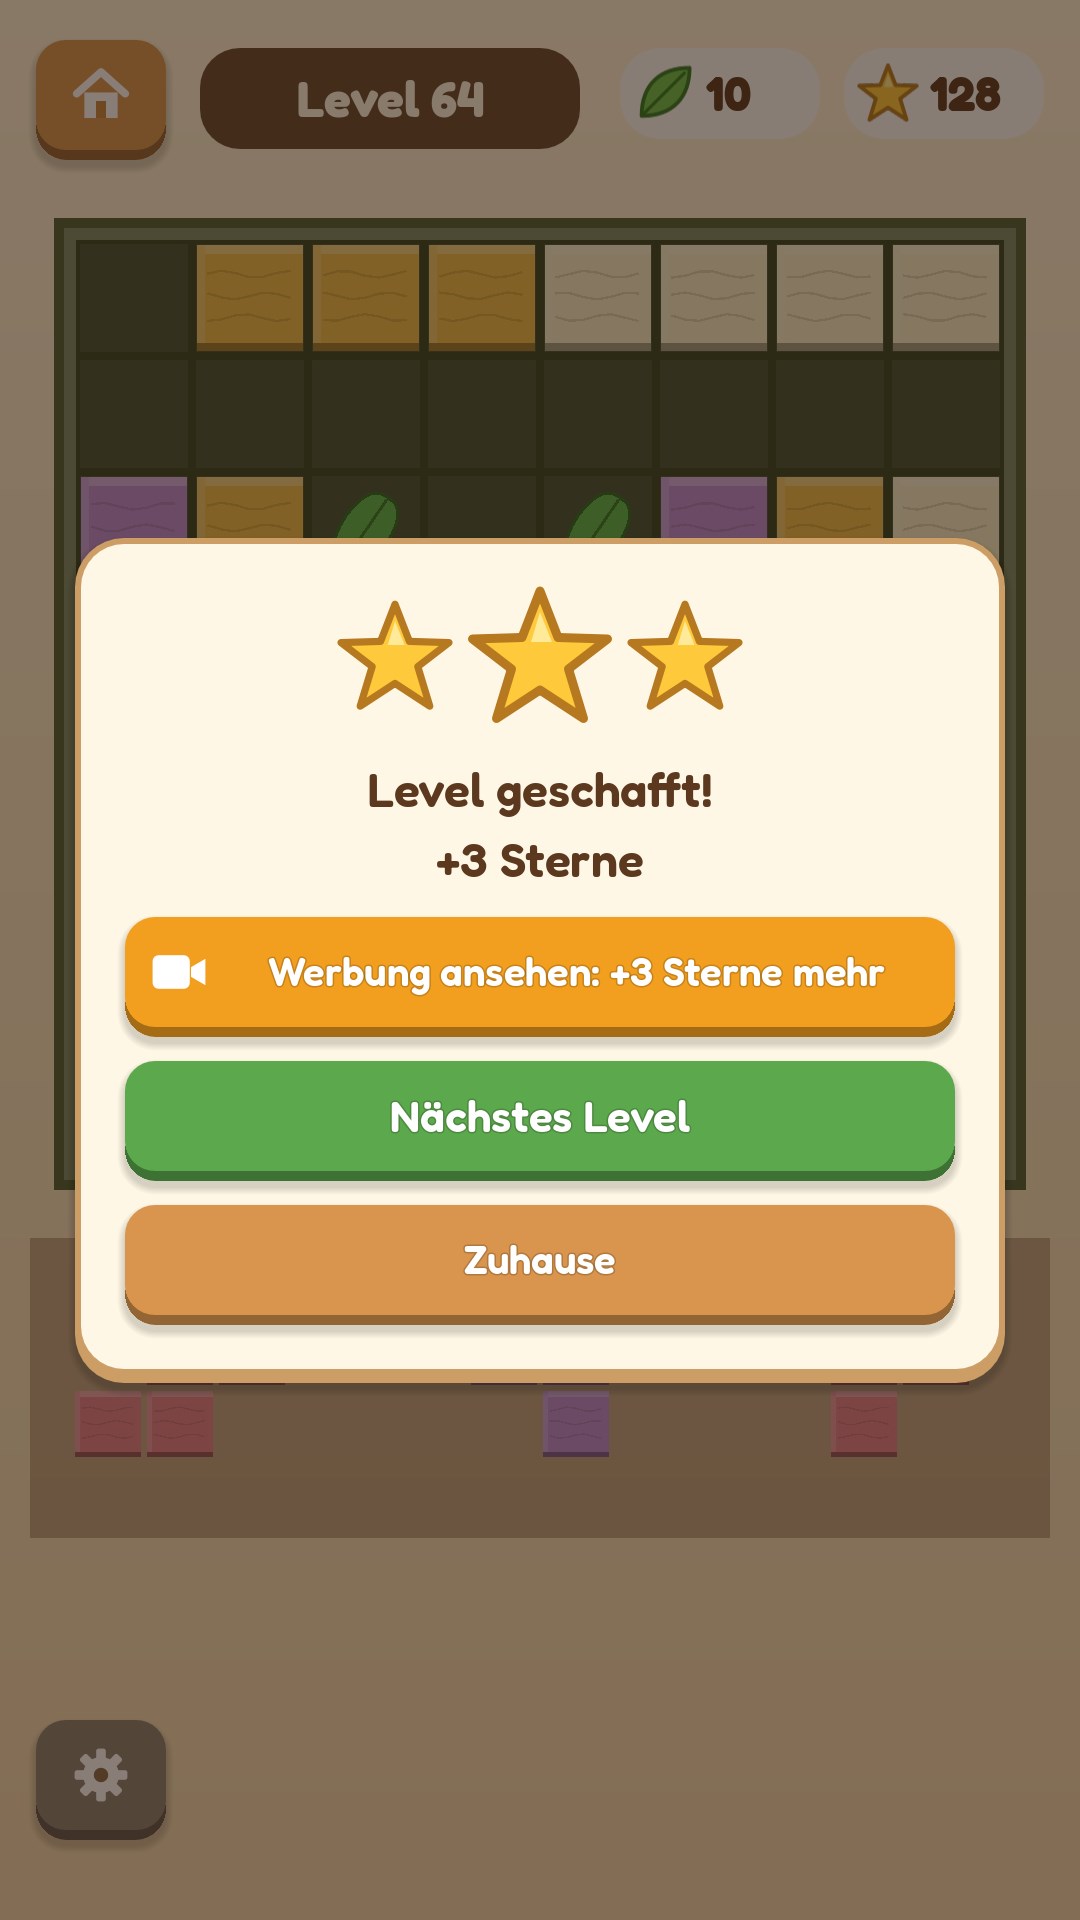 Level 64
10
128
Level geschafft!
+3 Sterne
Werbung ansehen: +3 Sterne mehr
Nächstes Level
Zuhause